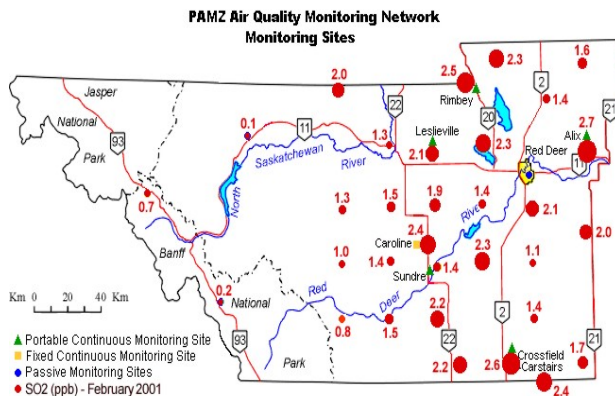 PAMZ Air Quality Monitoring Network
Monitoring Sites
2.3
1.6
2.0
2.5
2
Jasper
Rimbey
1.4
National
93
0.1
11
22
20
2.7
21
Park
Leslieville
2.3
Alix
1.3
Red Deer
Saskatchewan
2.1
11
River
North
0.7
1.3
1.5
1.9
1.4
River
2.1
2.4
2.0
Banff
Caroline
1.0
1.4
1.4
2.3
1.1
Sundre
20 0 20 40
Km Km
0.2
National
Red
Deer
2.2
1.4
0.8
1.5
2
Portable Continuous Monitoring Site
Fixed Continuous Monitoring Site
93
22
Crossfield
21
Passive Monitoring Sites
Park
Carstairs
SO2 (ppb) - February 2001
2.2
2.6
1.7
2.4